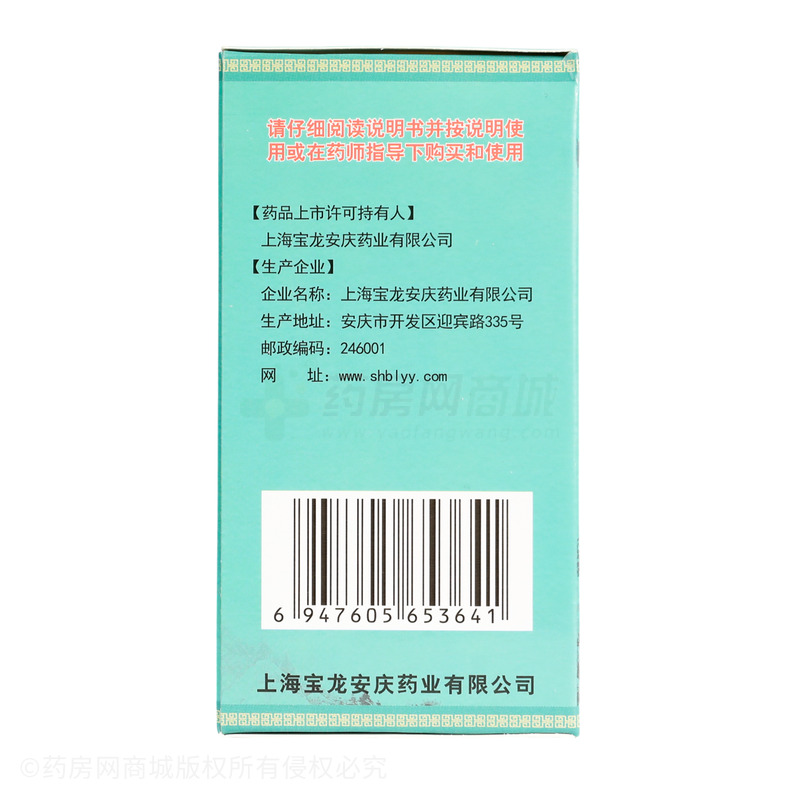 请仔细阅读说明书并按说明使
用或在药师指导下购买和使用
【药品上市许可持有人】
上海宝龙安庆药业有限公司
【生产企业】
企业名称：上海宝龙安庆药业有限公司
生产地址：安庆市开发区迎宾路335号
邮政编码：246001
网 址：www.shblyy.com
药房网商城
www.yaofangwang.com
6 947605 653641
上海宝龙安庆药业有限公司
©药房网商城版权所有侵权必究